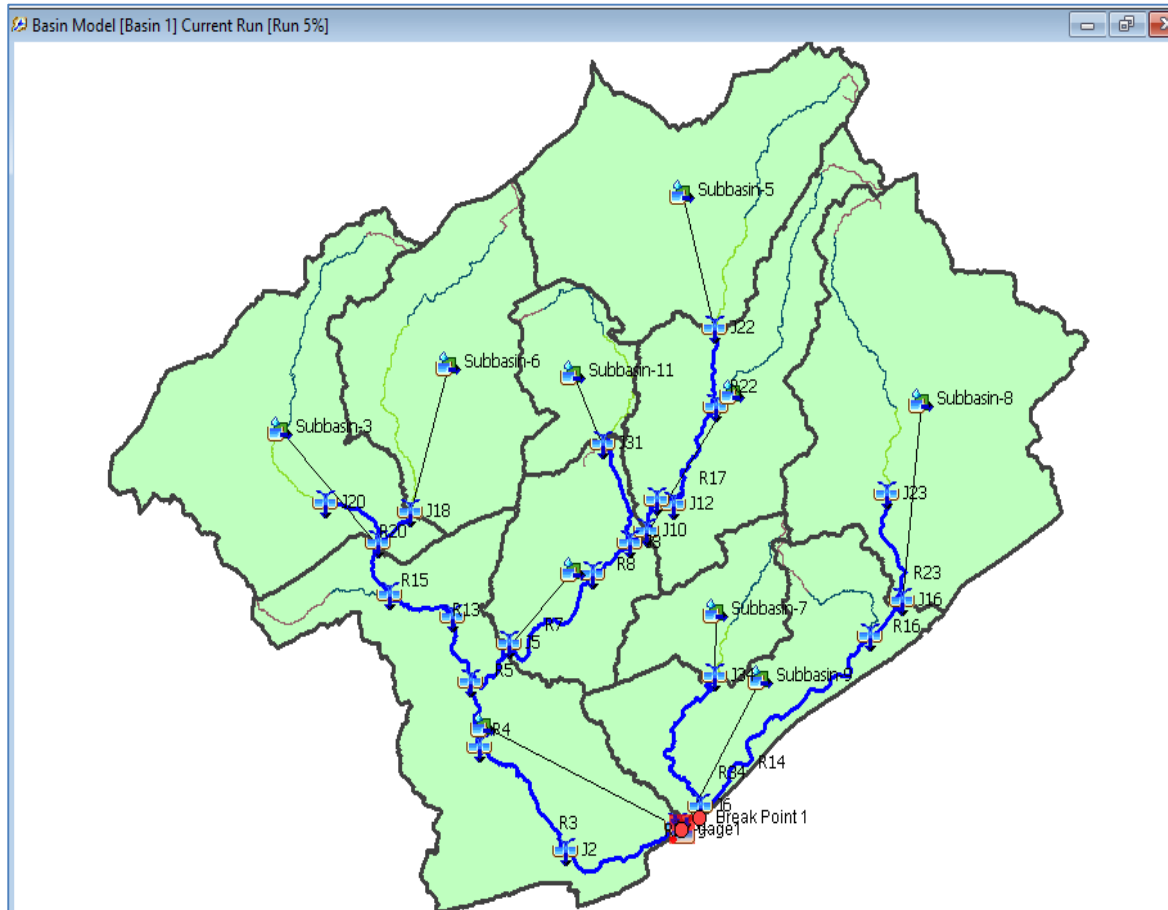 Basin Model [Basin 1] Current Run [Run 5%]
Subbasin-5
J22
Subbasin-6
Subbasin-11
R22
Subbasin-8
Subbasin-3
J31
R17
J20
J18
J12
J23
R20
J10
R8
R23
R15
J16
R13
Subbasin-7
R7
J5
R16
R5
J34
Subbasin-9
R4
R34
R14
R3
J6
Break Point 1
gage1
J2